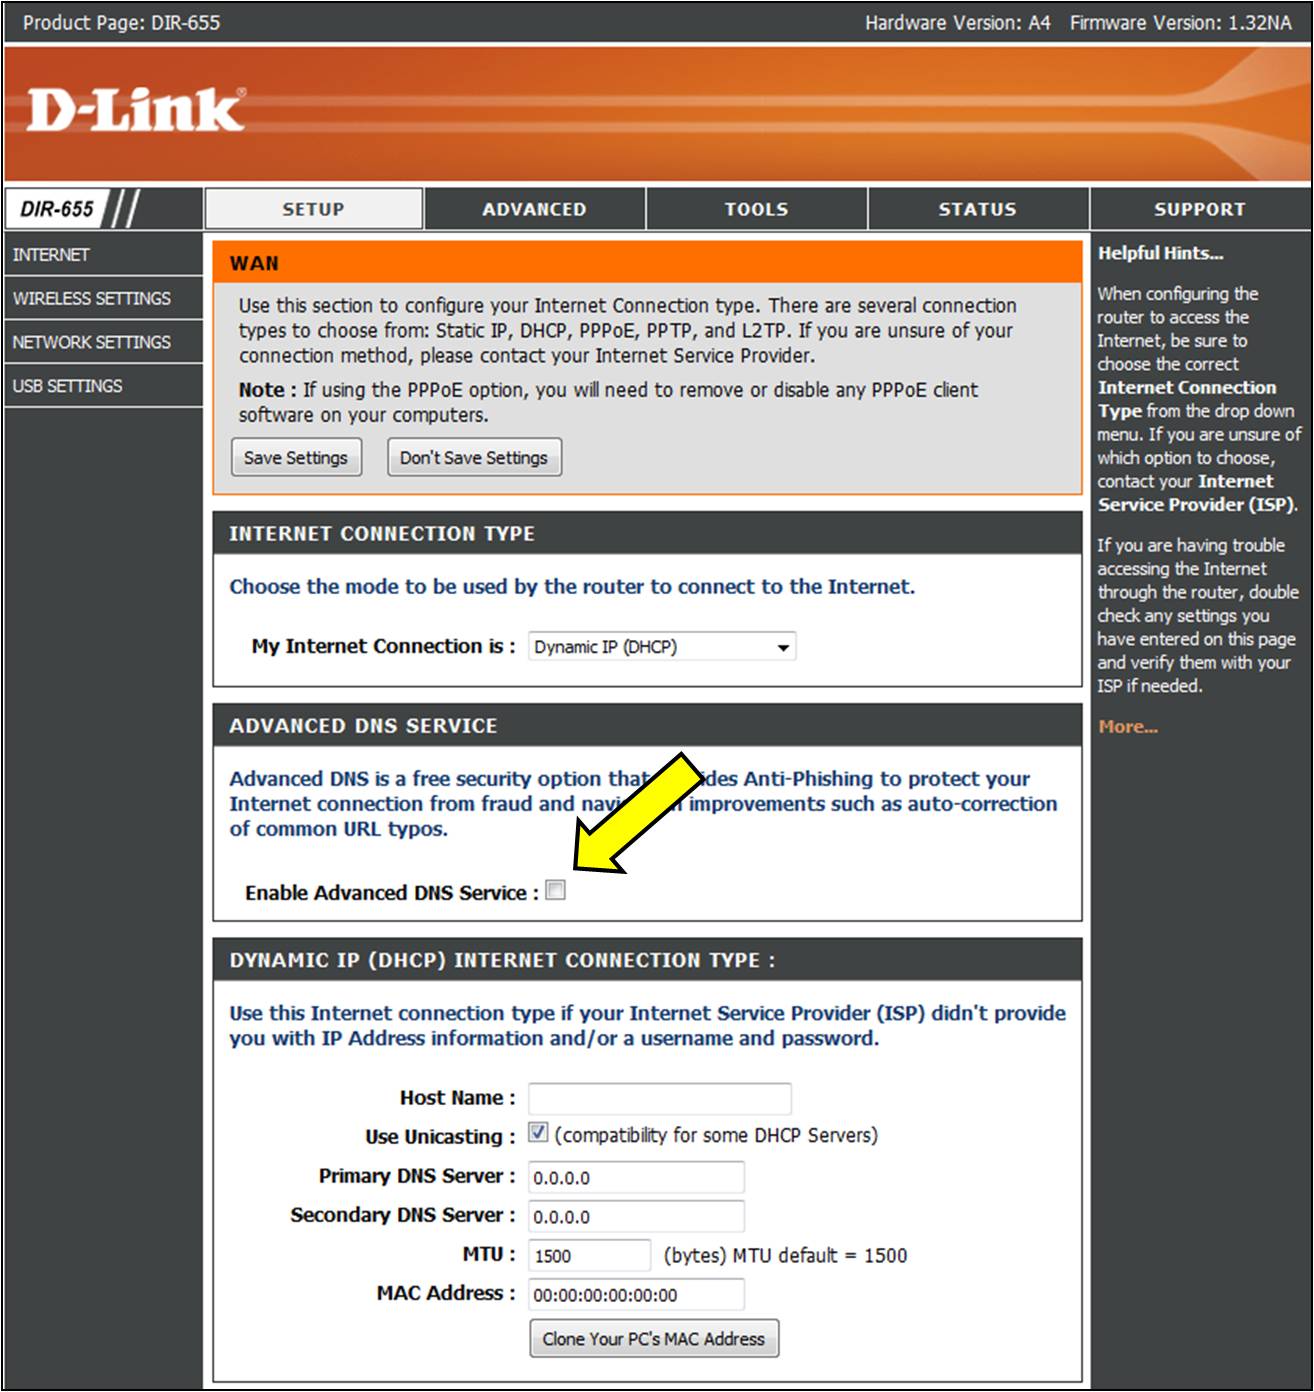 Product Page: DIR-655
Hardware Version: A4 Firmware Version: 1.32NA
D-Link®
DIR-655
SETUP
ADVANCED
TOOLS
STATUS
SUPPORT
INTERNET
WIRELESS SETTINGS
NETWORK SETTINGS
USB SETTINGS
WAN
Use this section to configure your Internet Connection type. There are several connection
types to choose from: Static IP, DHCP, PPPoE, PPTP, and L2TP. If you are unsure of your
connection method, please contact your Internet Service Provider.
Note : If using the PPPoE option, you will need to remove or disable any PPPoE client
software on your computers.
Save Settings
Don't Save Settings
INTERNET CONNECTION TYPE
Choose the mode to be used by the router to connect to the Internet.
My Internet Connection is : Dynamic IP (DHCP)
ADVANCED DNS SERVICE
Advanced DNS is a free security option that ides Anti-Phishing to protect your
Internet connection from fraud and navi n improvements such as auto-correction
of common URL typos.
Enable Advanced DNS Service :
DYNAMIC IP (DHCP) INTERNET CONNECTION TYPE :
Use this Internet connection type if your Internet Service Provider (ISP) didn't provide
you with IP Address information and/or a username and password.
Host Name :
Use Unicasting : (compatibility for some DHCP Servers)
Primary DNS Server : 0.0.0.0
Secondary DNS Server : 0.0.0.0
MTU : 1500 (bytes) MTU default = 1500
MAC Address : 00:00:00:00:00:00
Clone Your PC's MAC Address
Helpful Hints...
When configuring the
router to access the
Internet, be sure to
choose the correct
Internet Connection
Type from the drop down
menu. If you are unsure of
which option to choose,
contact your Internet
Service Provider (ISP).
If you are having trouble
accessing the Internet
through the router, double
check any settings you
have entered on this page
and verify them with your
ISP if needed.
More...